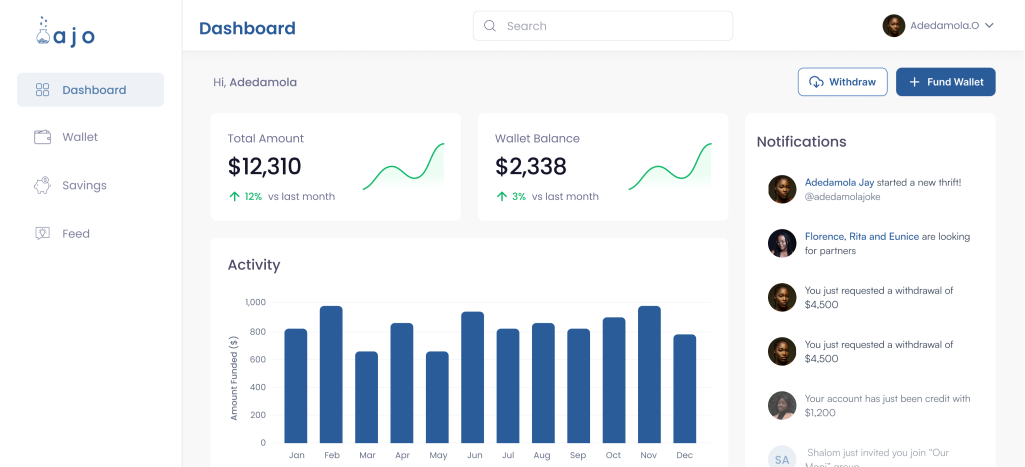 ajo
Dashboard
Search
Adedamola.O
Dashboard
Wallet
Savings
Feed
Hi, Adedamola
Withdraw
Fund Wallet
Total Amount
$12,310
12% vs last month
Wallet Balance
$2,338
3% vs last month
Activity
Amount Funded ($)
1,000
800
600
400
200
0
Jan Feb Mar Apr May Jun Jul Aug Sep Oct Nov Dec
Notifications
Adedamola Jay started a new thrift!
@adedamolajoke
Florence, Rita and Eunice are looking
for partners
You just requested a withdrawal of
$4,500
You just requested a withdrawal of
$4,500
Your account has just been credit with
$1,200
SA
Shalom just invited you join “Our
Moni” group